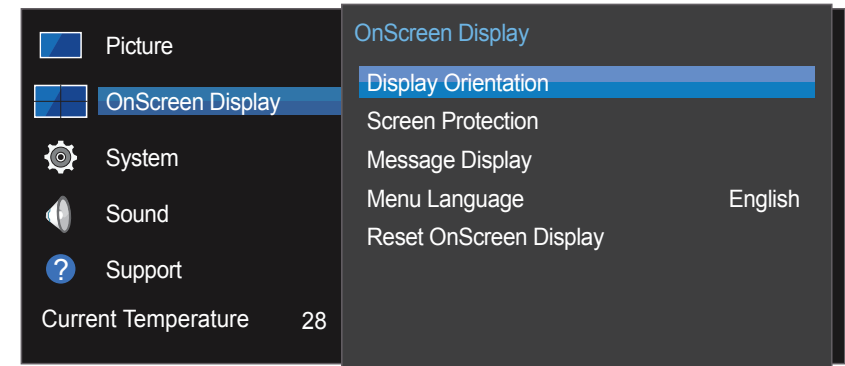 Picture
OnScreen Display
System
Sound
?
Support
Current Temperature 28
OnScreen Display
Display Orientation
Screen Protection
Message Display
Menu Language English
Reset OnScreen Display